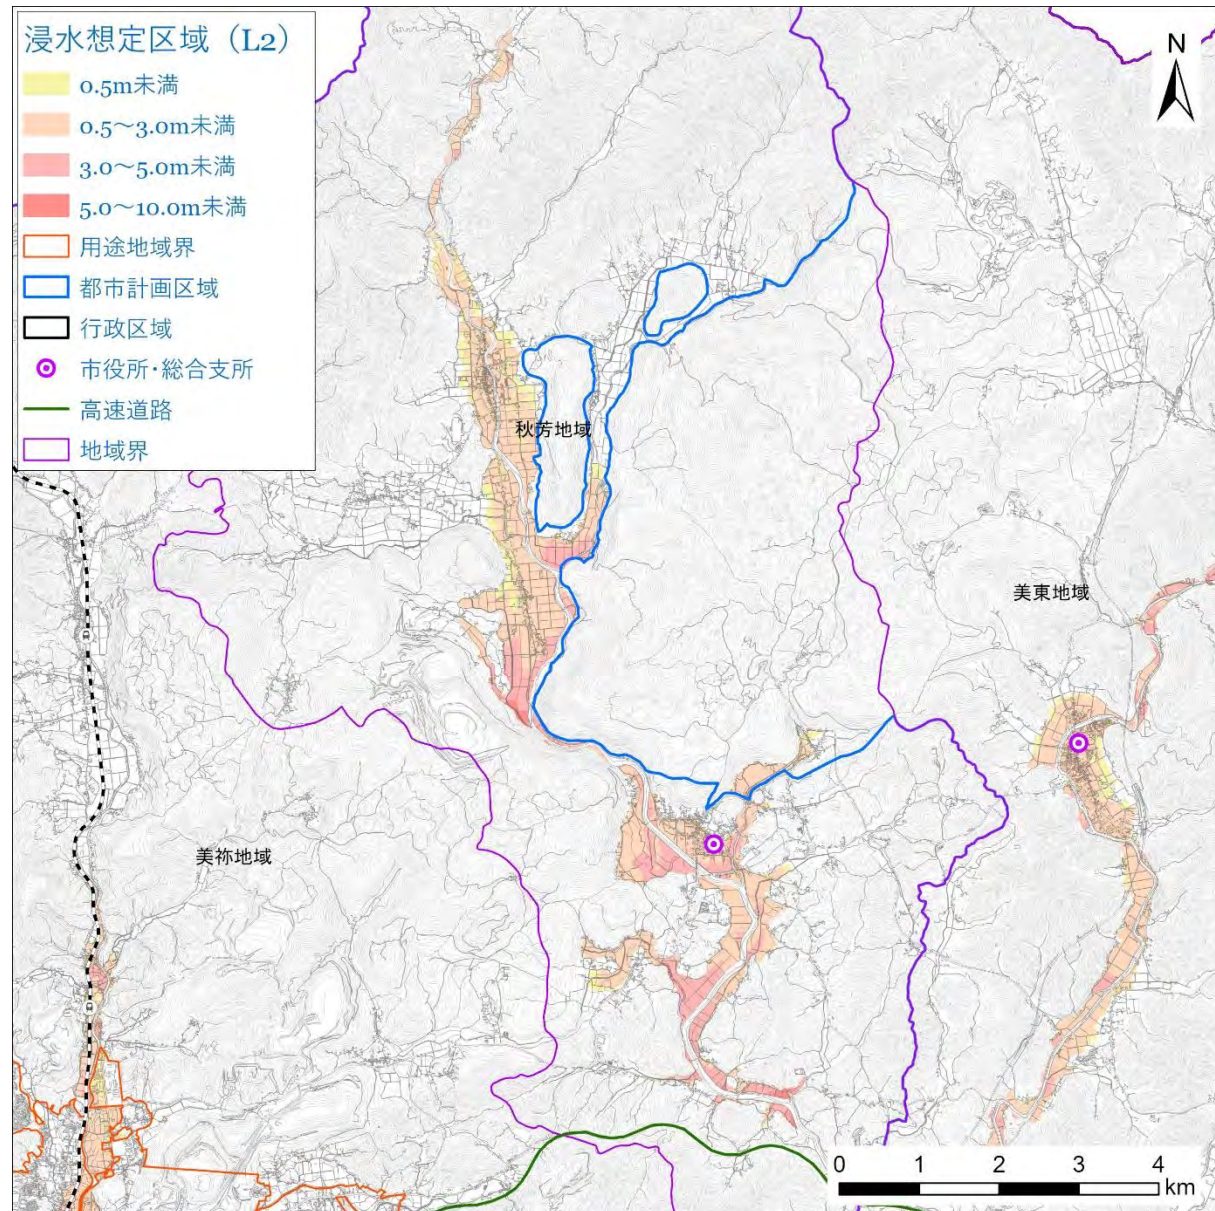 浸水想定区域（L2）
0.5m未満
0.5～3.0m未満
3.0～5.0m未満
5.0～10.0m未満
用途地域界
都市計画区域
行政区域
市役所・総合支所
高速道路
地域界
N
秋芳地域
美東地域
美祢地域
0 1 2 3 4
km